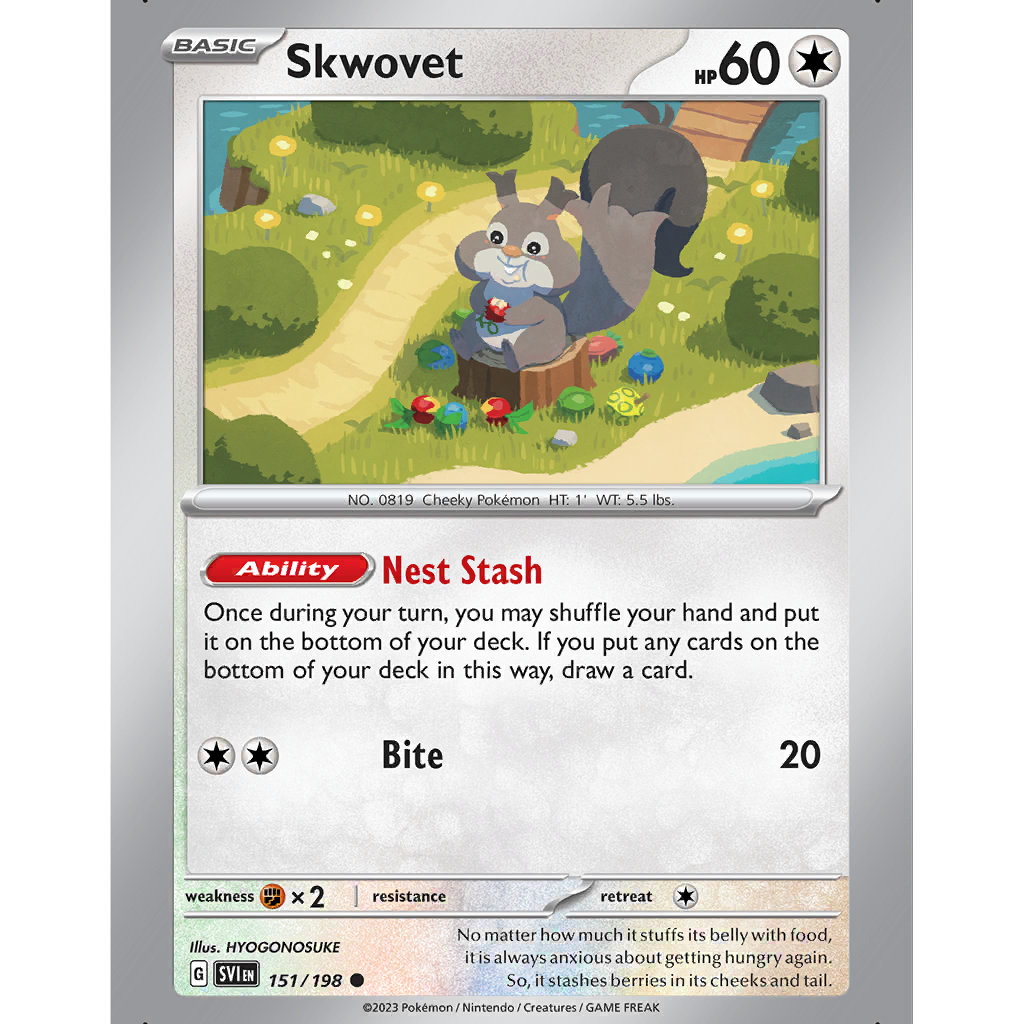 BASIC
Skwovet
HP 60
NO. 0819 Cheeky Pokémon HT: 1' WT: 5.5 lbs.
Ability Nest Stash
Once during your turn, you may shuffle your hand and put
it on the bottom of your deck. If you put any cards on the
bottom of your deck in this way, draw a card.
Bite 20
weakness × 2 resistance retreat
Illus. HYOGONOSUKE
G SVI EN 151/198
No matter how much it stuffs its belly with food,
it is always anxious about getting hungry again.
So, it stashes berries in its cheeks and tail.
©2023 Pokémon / Nintendo / Creatures / GAME FREAK